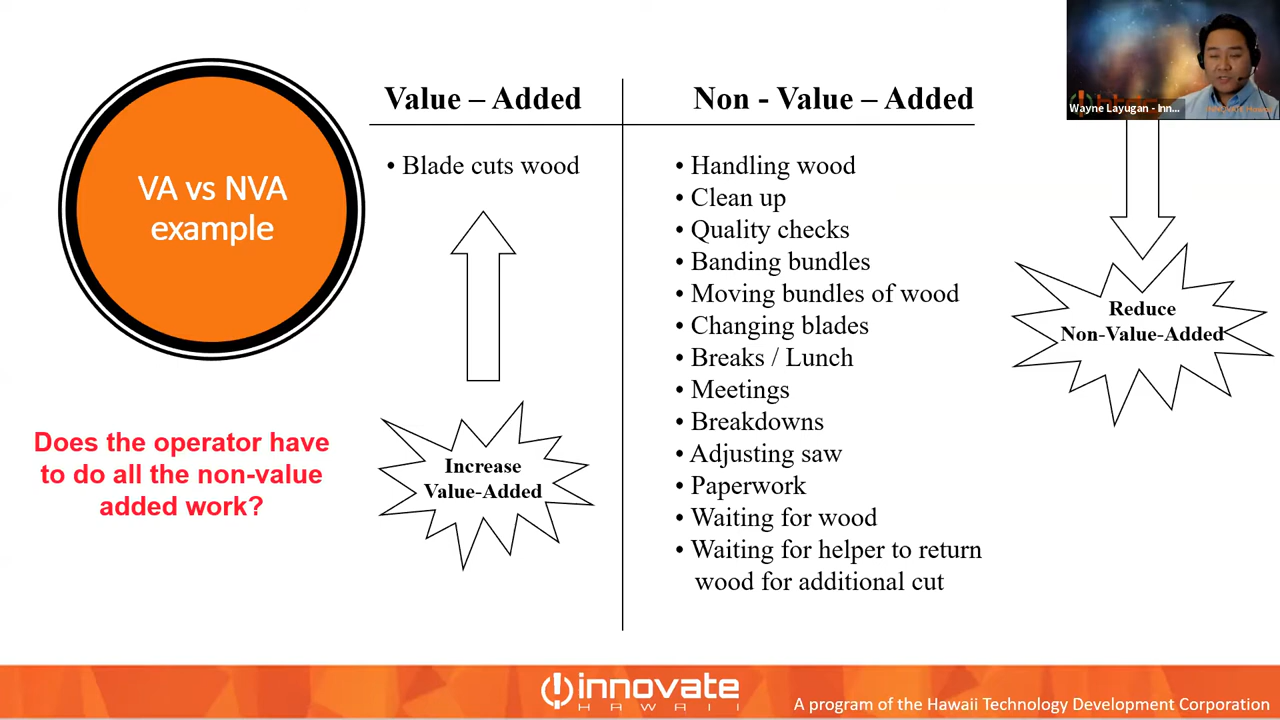 VA vs NVA
example
Does the operator have
to do all the non-value
added work?
Value – Added
• Blade cuts wood
Increase
Value-Added
Non - Value – Added
• Handling wood
• Clean up
• Quality checks
• Banding bundles
• Moving bundles of wood
• Changing blades
• Breaks / Lunch
• Meetings
• Breakdowns
• Adjusting saw
• Paperwork
• Waiting for wood
• Waiting for helper to return
wood for additional cut
Wayne Layugan - Inn...
Reduce
Non-Value-Added
innovate
HAWAII
A program of the Hawaii Technology Development Corporation